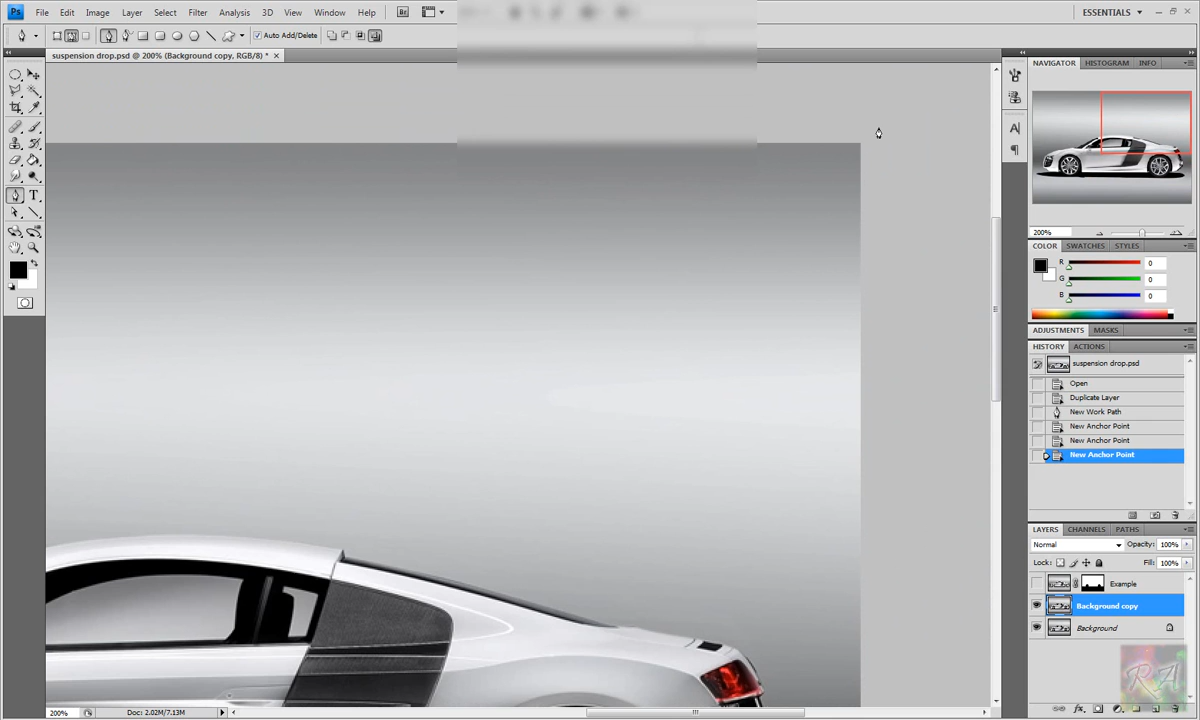 Ps File Edit Image Layer Select Filter Analysis 3D View Window Help Br ESSENTIALS
Auto Add/Delete
suspension drop.psd @ 200% (Background copy, RGB/8) *
NAVIGATOR HISTOGRAM INFO
200%
COLOR SWATCHES STYLES
R 0
G 0
B 0
ADJUSTMENTS MASKS
HISTORY ACTIONS
suspension drop.psd
Open
Duplicate Layer
New Work Path
New Anchor Point
New Anchor Point
New Anchor Point
LAYERS CHANNELS PATHS
Normal Opacity: 100%
Lock: Fill: 100%
Example
Background copy
Background
RA
200% Doc: 2.02M/7.13M